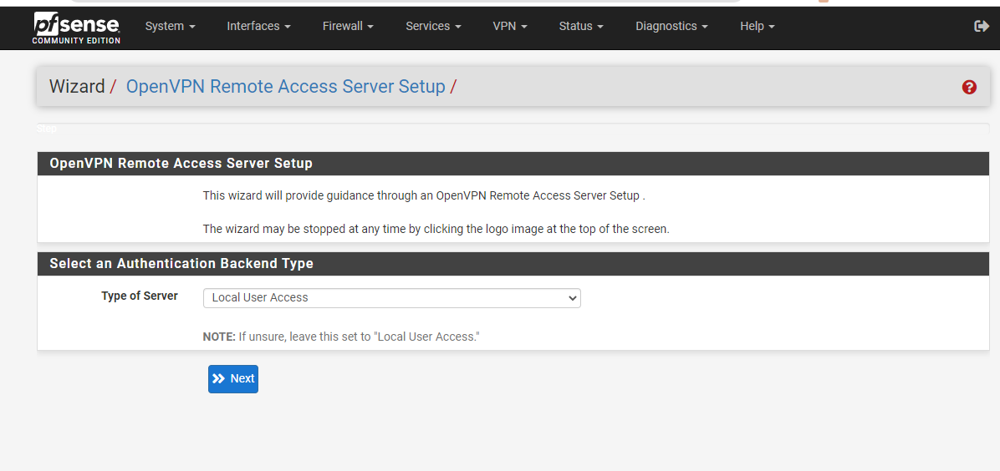 pfsense
COMMUNITY EDITION
System
Interfaces
Firewall
Services
VPN
Status
Diagnostics
Help
Wizard / OpenVPN Remote Access Server Setup /
Step
OpenVPN Remote Access Server Setup
This wizard will provide guidance through an OpenVPN Remote Access Server Setup .
The wizard may be stopped at any time by clicking the logo image at the top of the screen.
Select an Authentication Backend Type
Type of Server
Local User Access
NOTE: If unsure, leave this set to "Local User Access."
Next